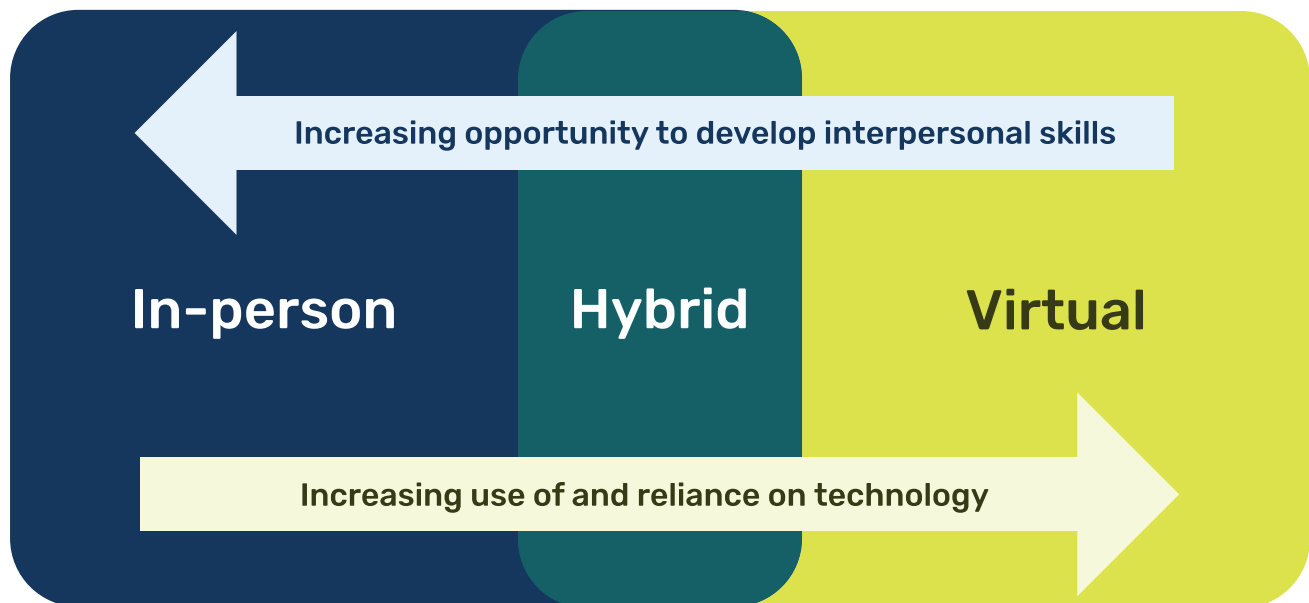 Increasing opportunity to develop interpersonal skills
In-person
Hybrid
Virtual
Increasing use of and reliance on technology